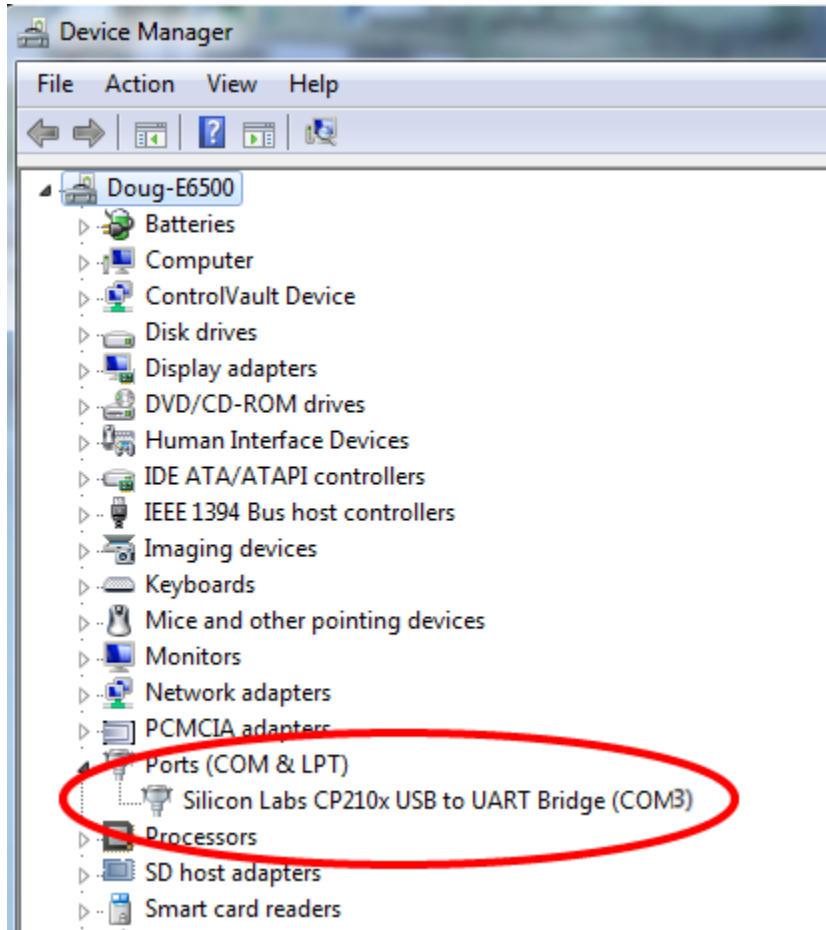 Device Manager
File Action View Help
Doug-E6500
Batteries
Computer
ControlVault Device
Disk drives
Display adapters
DVD/CD-ROM drives
Human Interface Devices
IDE ATA/ATAPI controllers
IEEE 1394 Bus host controllers
Imaging devices
Keyboards
Mice and other pointing devices
Monitors
Network adapters
PCMCIA adapters
Ports (COM & LPT)
Silicon Labs CP210x USB to UART Bridge (COM3)
Processors
SD host adapters
Smart card readers